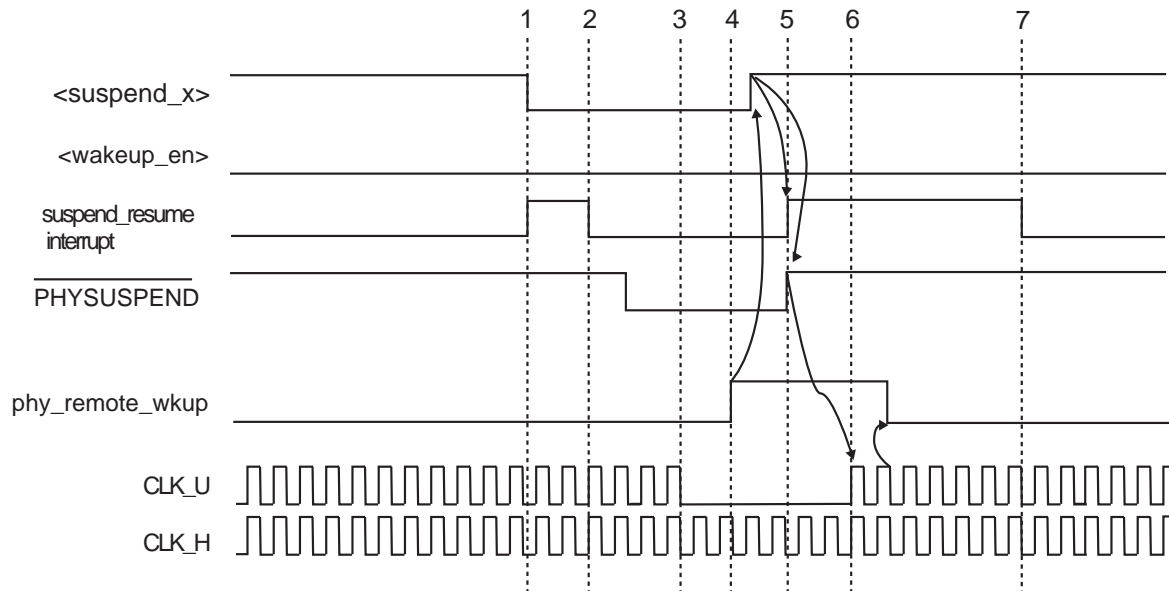 1 2 3 4 5 6 7
<suspend_x>
<wakeup_en>
suspend_resume
interrupt
PHYSUSPEND
phy_remote_wkup
CLK_U
CLK_H